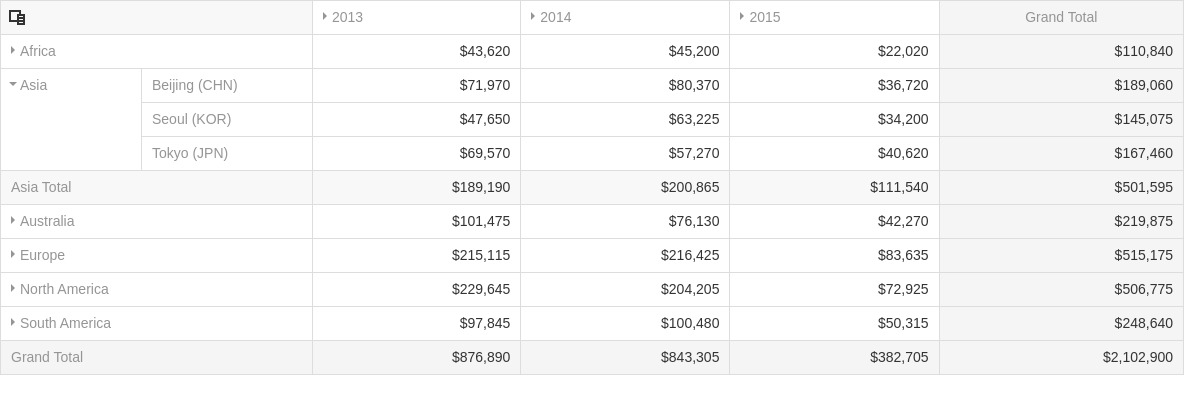 2013 2014 2015 Grand Total
Africa $43,620 $45,200 $22,020 $110,840
Asia Beijing (CHN) $71,970 $80,370 $36,720 $189,060
Seoul (KOR) $47,650 $63,225 $34,200 $145,075
Tokyo (JPN) $69,570 $57,270 $40,620 $167,460
Asia Total $189,190 $200,865 $111,540 $501,595
Australia $101,475 $76,130 $42,270 $219,875
Europe $215,115 $216,425 $83,635 $515,175
North America $229,645 $204,205 $72,925 $506,775
South America $97,845 $100,480 $50,315 $248,640
Grand Total $876,890 $843,305 $382,705 $2,102,900